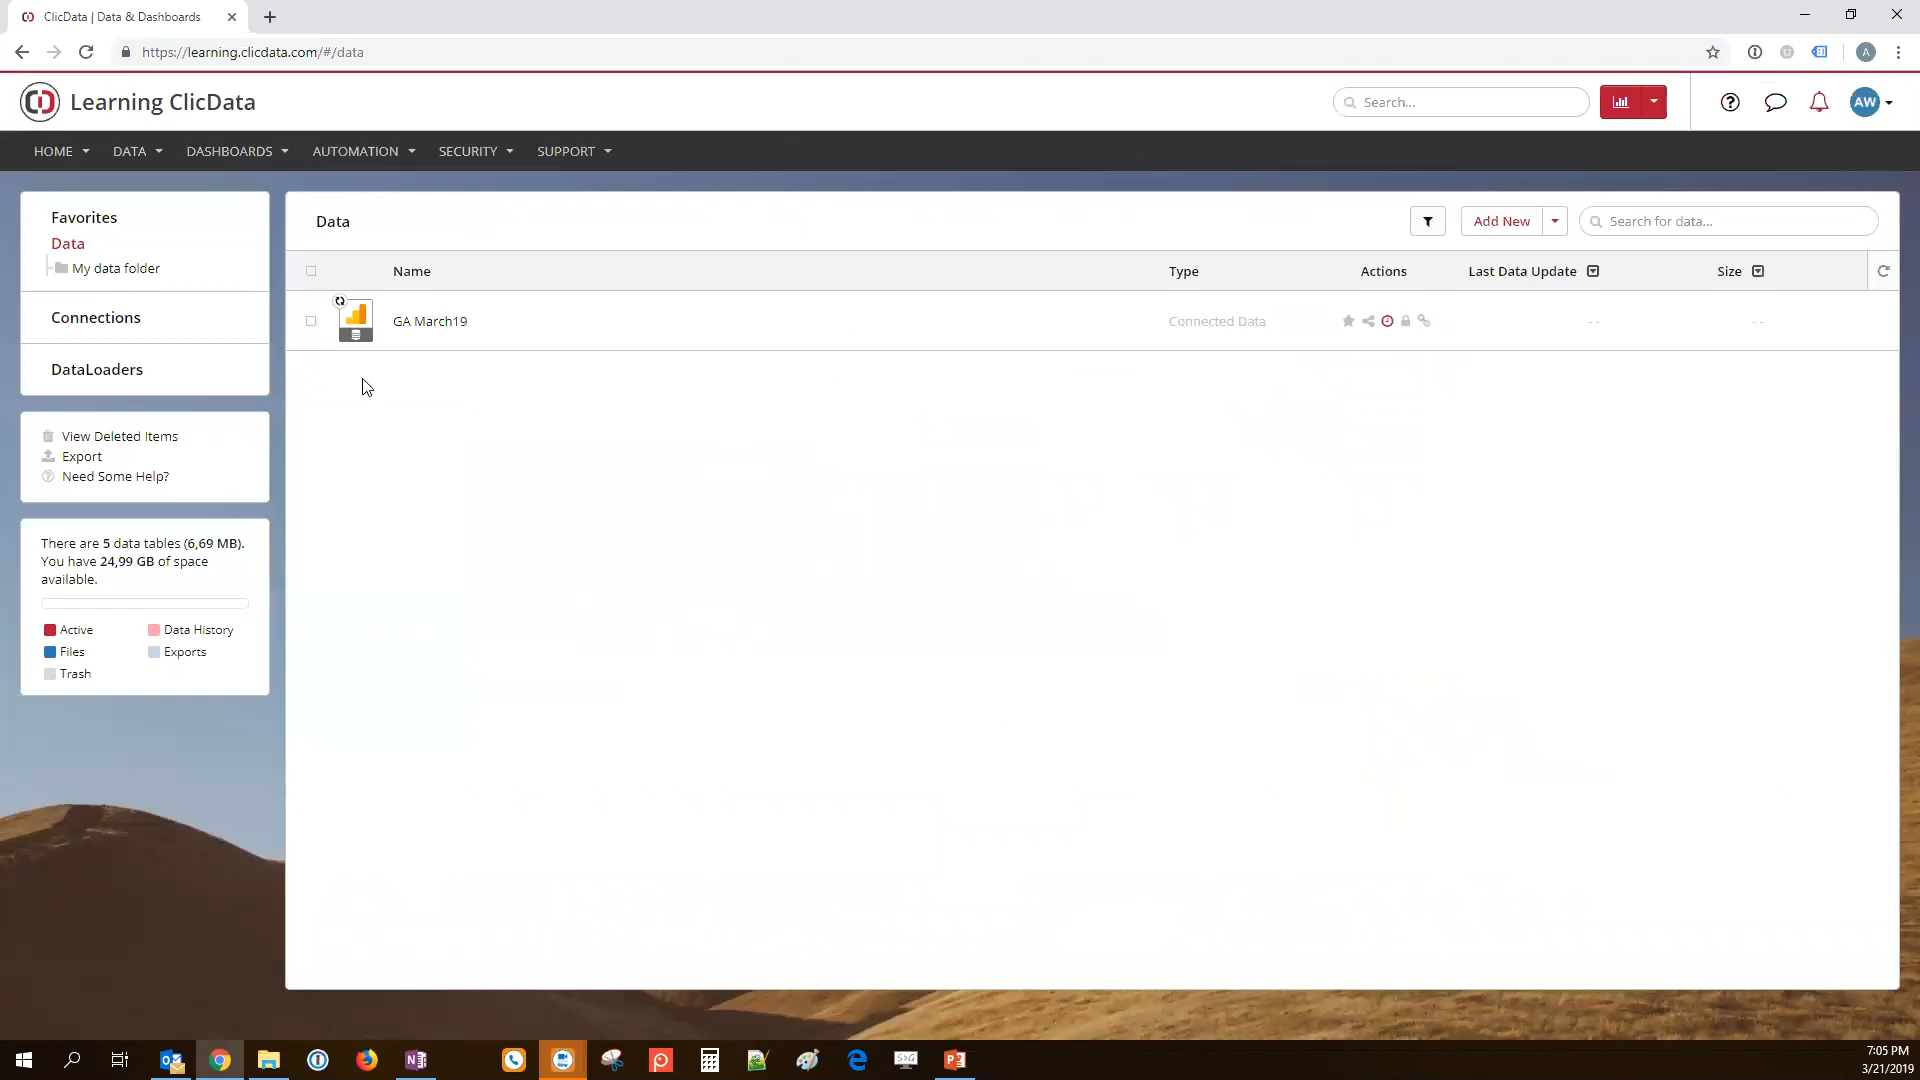 ClicData | Data & Dashboards
https://learning.clicdata.com/#/data
A
Learning ClicData
Search...
AW
HOME
DATA
DASHBOARDS
AUTOMATION
SECURITY
SUPPORT
Favorites
Data
My data folder
Connections
DataLoaders
View Deleted Items
Export
Need Some Help?
There are 5 data tables (6,69 MB).
You have 24,99 GB of space
available.
Active
Data History
Files
Exports
Trash
Data
Add New
Search for data...
Name
Type
Actions
Last Data Update
Size
GA March19
Connected Data
- -
- -
7:05 PM
3/21/2019